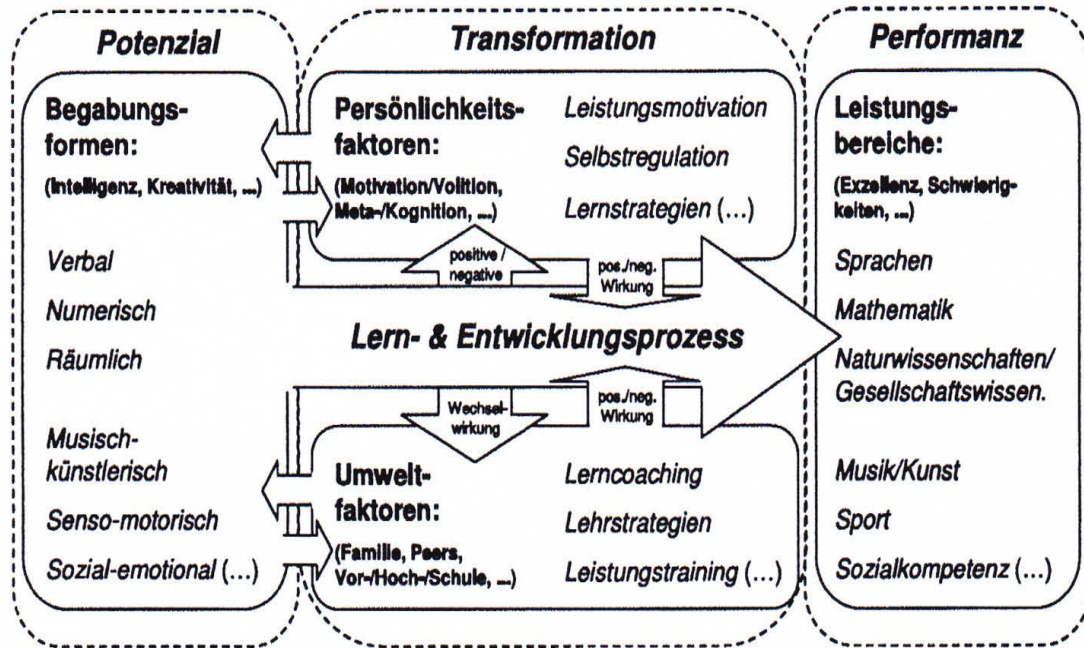 Potenzial
Begabungs-
formen:
(Intelligenz, Kreativität, ...)
Verbal
Numerisch
Räumlich
Musisch-
künstlerisch
Senso-motorisch
Sozial-emotional (...)
Transformation
Persönlichkeits-
faktoren:
(Motivation/Volition,
Meta-/Kognition, ...)
Leistungsmotivation
Selbstregulation
Lernstrategien (...)
positive /
negative
pos./neg.
Wirkung
Lern- & Entwicklungsprozess
Wechsel-
wirkung
pos./neg.
Wirkung
Umwelt-
faktoren:
(Familie, Peers,
Vor-/Hoch-/Schule, ...)
Lerncoaching
Lehrstrategien
Leistungstraining (...)
Performanz
Leistungs-
bereiche:
(Exzellenz, Schwierig-
keiten, ...)
Sprachen
Mathematik
Naturwissenschaften/
Gesellschaftswissen.
Musik/Kunst
Sport
Sozialkompetenz (...)